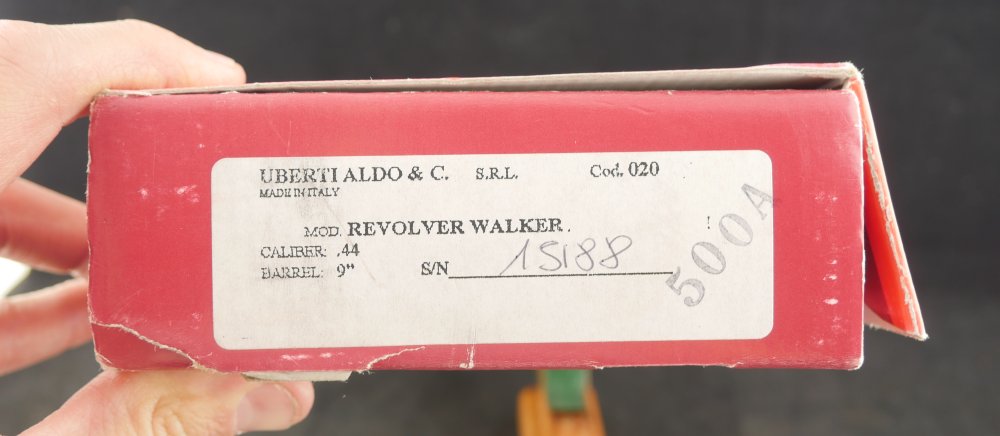 UBERTI ALDO & C. S.R.L. Cod. 020
MADE IN ITALY
MOD. REVOLVER WALKER.
CALIBER: .44
BARREL: 9" S/N 15188
500A